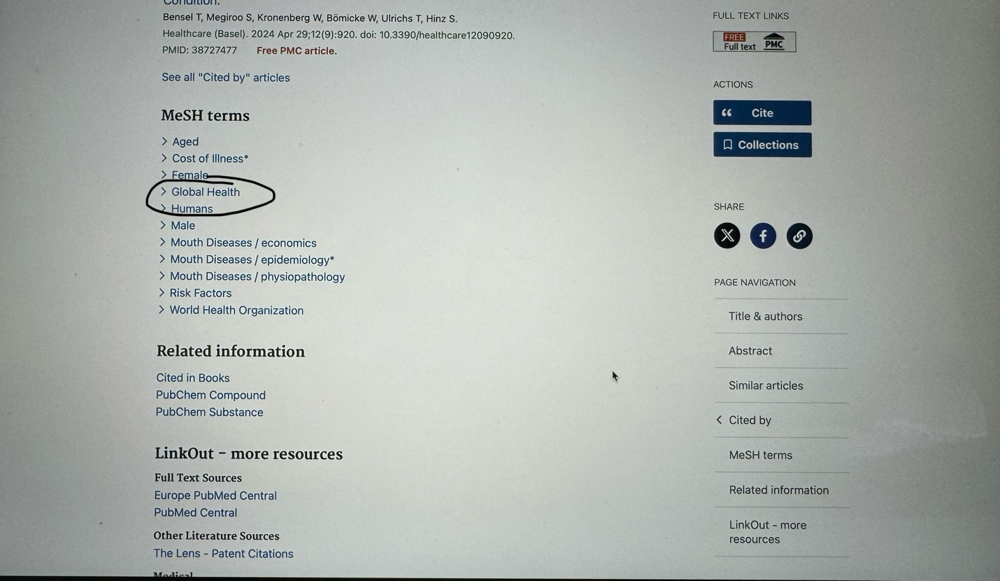 Condition.
Bensel T, Megiroo S, Kronenberg W, Bömicke W, Ulrichs T, Hinz S.
Healthcare (Basel). 2024 Apr 29;12(9):920. doi: 10.3390/healthcare12090920.
PMID: 38727477 Free PMC article.
See all "Cited by" articles
MeSH terms
Aged
Cost of Illness*
Female
Global Health
Humans
Male
Mouth Diseases / economics
Mouth Diseases / epidemiology*
Mouth Diseases / physiopathology
Risk Factors
World Health Organization
Related information
Cited in Books
PubChem Compound
PubChem Substance
LinkOut - more resources
Full Text Sources
Europe PubMed Central
PubMed Central
Other Literature Sources
The Lens - Patent Citations
Medical
FULL TEXT LINKS
FREE
Full text PMC
ACTIONS
Cite
Collections
SHARE
PAGE NAVIGATION
Title & authors
Abstract
Similar articles
Cited by
MeSH terms
Related information
LinkOut - more
resources